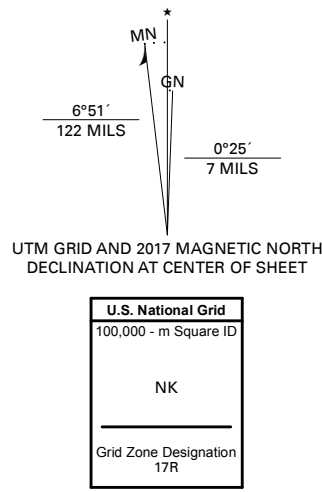 ★
MN
GN
6°51´
122 MILS
0°25´
7 MILS
UTM GRID AND 2017 MAGNETIC NORTH
DECLINATION AT CENTER OF SHEET
U.S. National Grid
100,000 - m Square ID
NK
Grid Zone Designation
17R